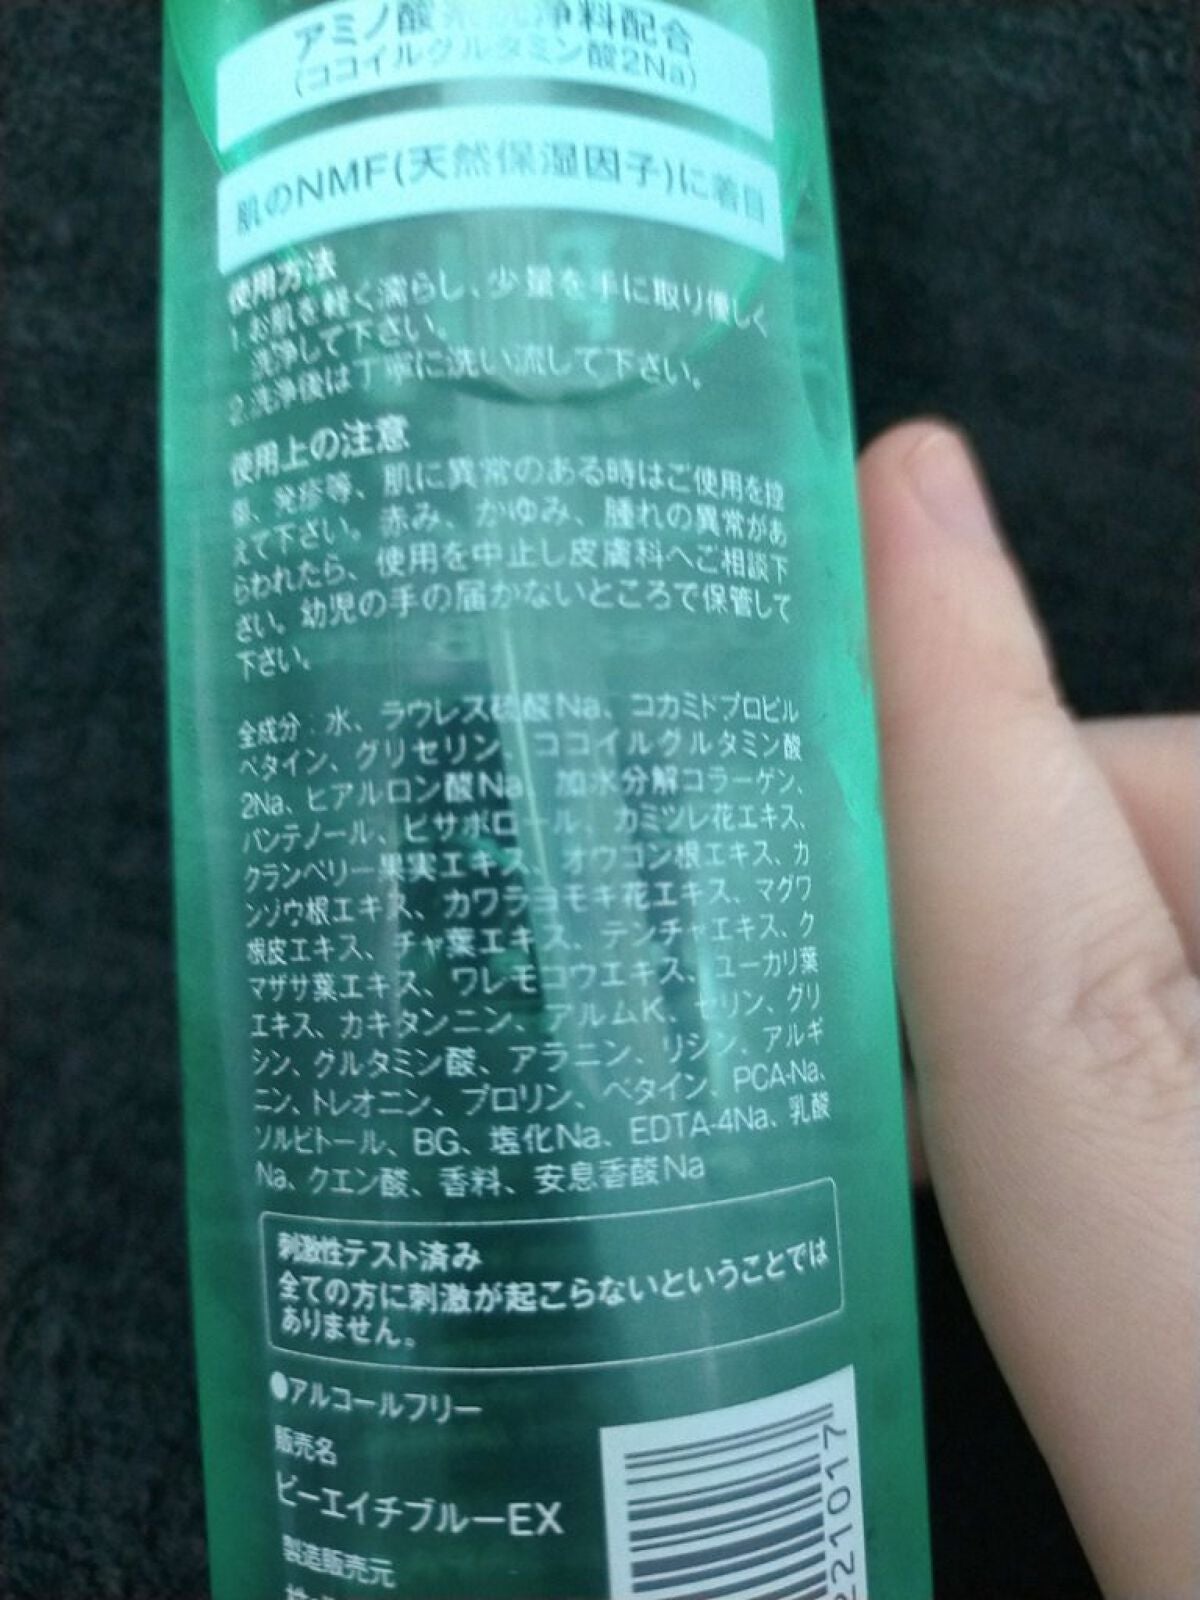 アミノ酸系洗浄料配合
(ココイルグルタミン酸2Na)
肌のNMF(天然保湿因子)に着目
使用方法
1.お肌を軽く濡らし、少量を手に取り優しく
洗浄して下さい。
2.洗浄後は丁寧に洗い流して下さい。
使用上の注意
傷、発疹等、肌に異常のある時はご使用を控
えて下さい。赤み、かゆみ、腫れの異常があ
らわれたら、使用を中止し皮膚科へご相談下
さい。幼児の手の届かないところで保管して
下さい。
全成分:水、ラウレス硫酸Na、コカミドプロピル
ベタイン、グリセリン、ココイルグルタミン酸
2Na、ヒアルロン酸Na、加水分解コラーゲン、
パンテノール、ビサボロール、カミツレ花エキス、
クランベリー果実エキス、オウゴン根エキス、カ
ンゾウ根エキス、カワラヨモギ花エキス、マグワ
根皮エキス、チャ葉エキス、テンチャエキス、ク
マザサ葉エキス、ワレモコウエキス、ユーカリ葉
エキス、カキタンニン、アルムK、セリン、グリ
シン、グルタミン酸、アラニン、リシン、アルギ
ニン、トレオニン、プロリン、ベタイン、PCA-Na、
ソルビトール、BG、塩化Na、EDTA-4Na、乳酸
Na、クエン酸、香料、安息香酸Na
刺激性テスト済み
全ての方に刺激が起こらないということでは
ありません。
●アルコールフリー
販売名
ピーエイチブルーEX
製造販売元
221017